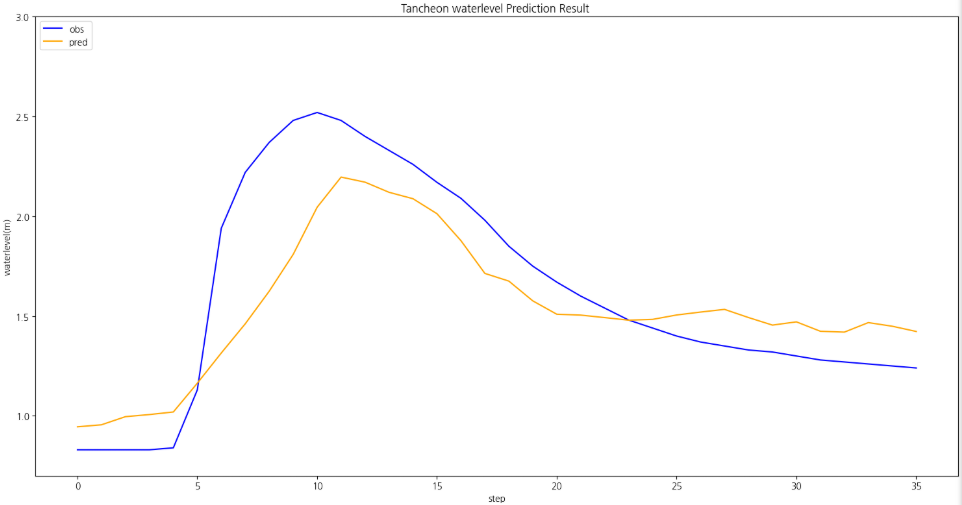 Tancheon waterlevel Prediction Result
obs
pred
3.0
2.5
2.0
1.5
1.0
waterlevel(m)
0 5 10 15 20 25 30 35
step